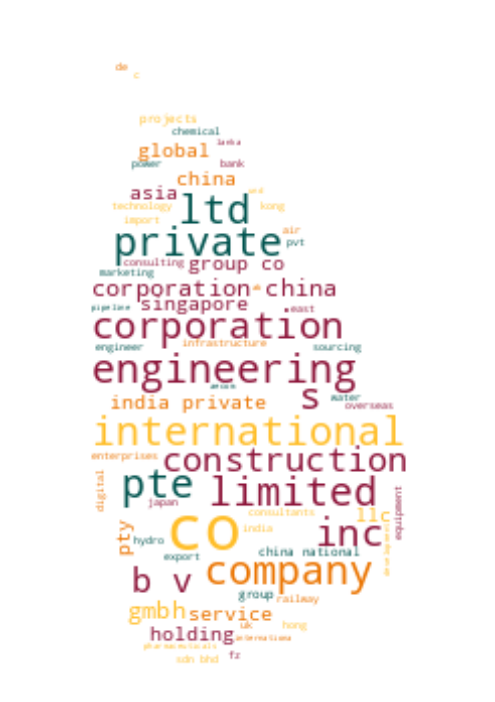 de
c
projects
chemical
lanka
global
power
bank
china
asia
and
ltd
technology
kong
import
air
private
pvt
consulting
group co
marketing
corporation
china
singapore
pipeline
east
corporation
infrastructure
engineer
sourcing
engineering
s
water
india private
overseas
international
enterprises
construction
digital
pte
limited
japan
equipment
consultants
llc
co
india
inc
pty
hydro
china national
export
development
company
b v
group
railway
gmbh
service
uk
hong
holding
internationa
pharmaceuticals
sdn bhd
fz